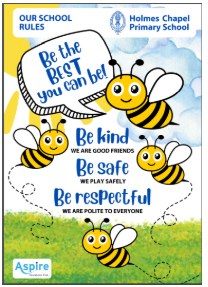 OUR SCHOOL
RULES
Holmes Chapel
Primary School
Be the
BEST
you can be!
Be kind
WE ARE GOOD FRIENDS
Be safe
WE PLAY SAFELY
Be respectful
WE ARE POLITE TO EVERYONE
Aspire